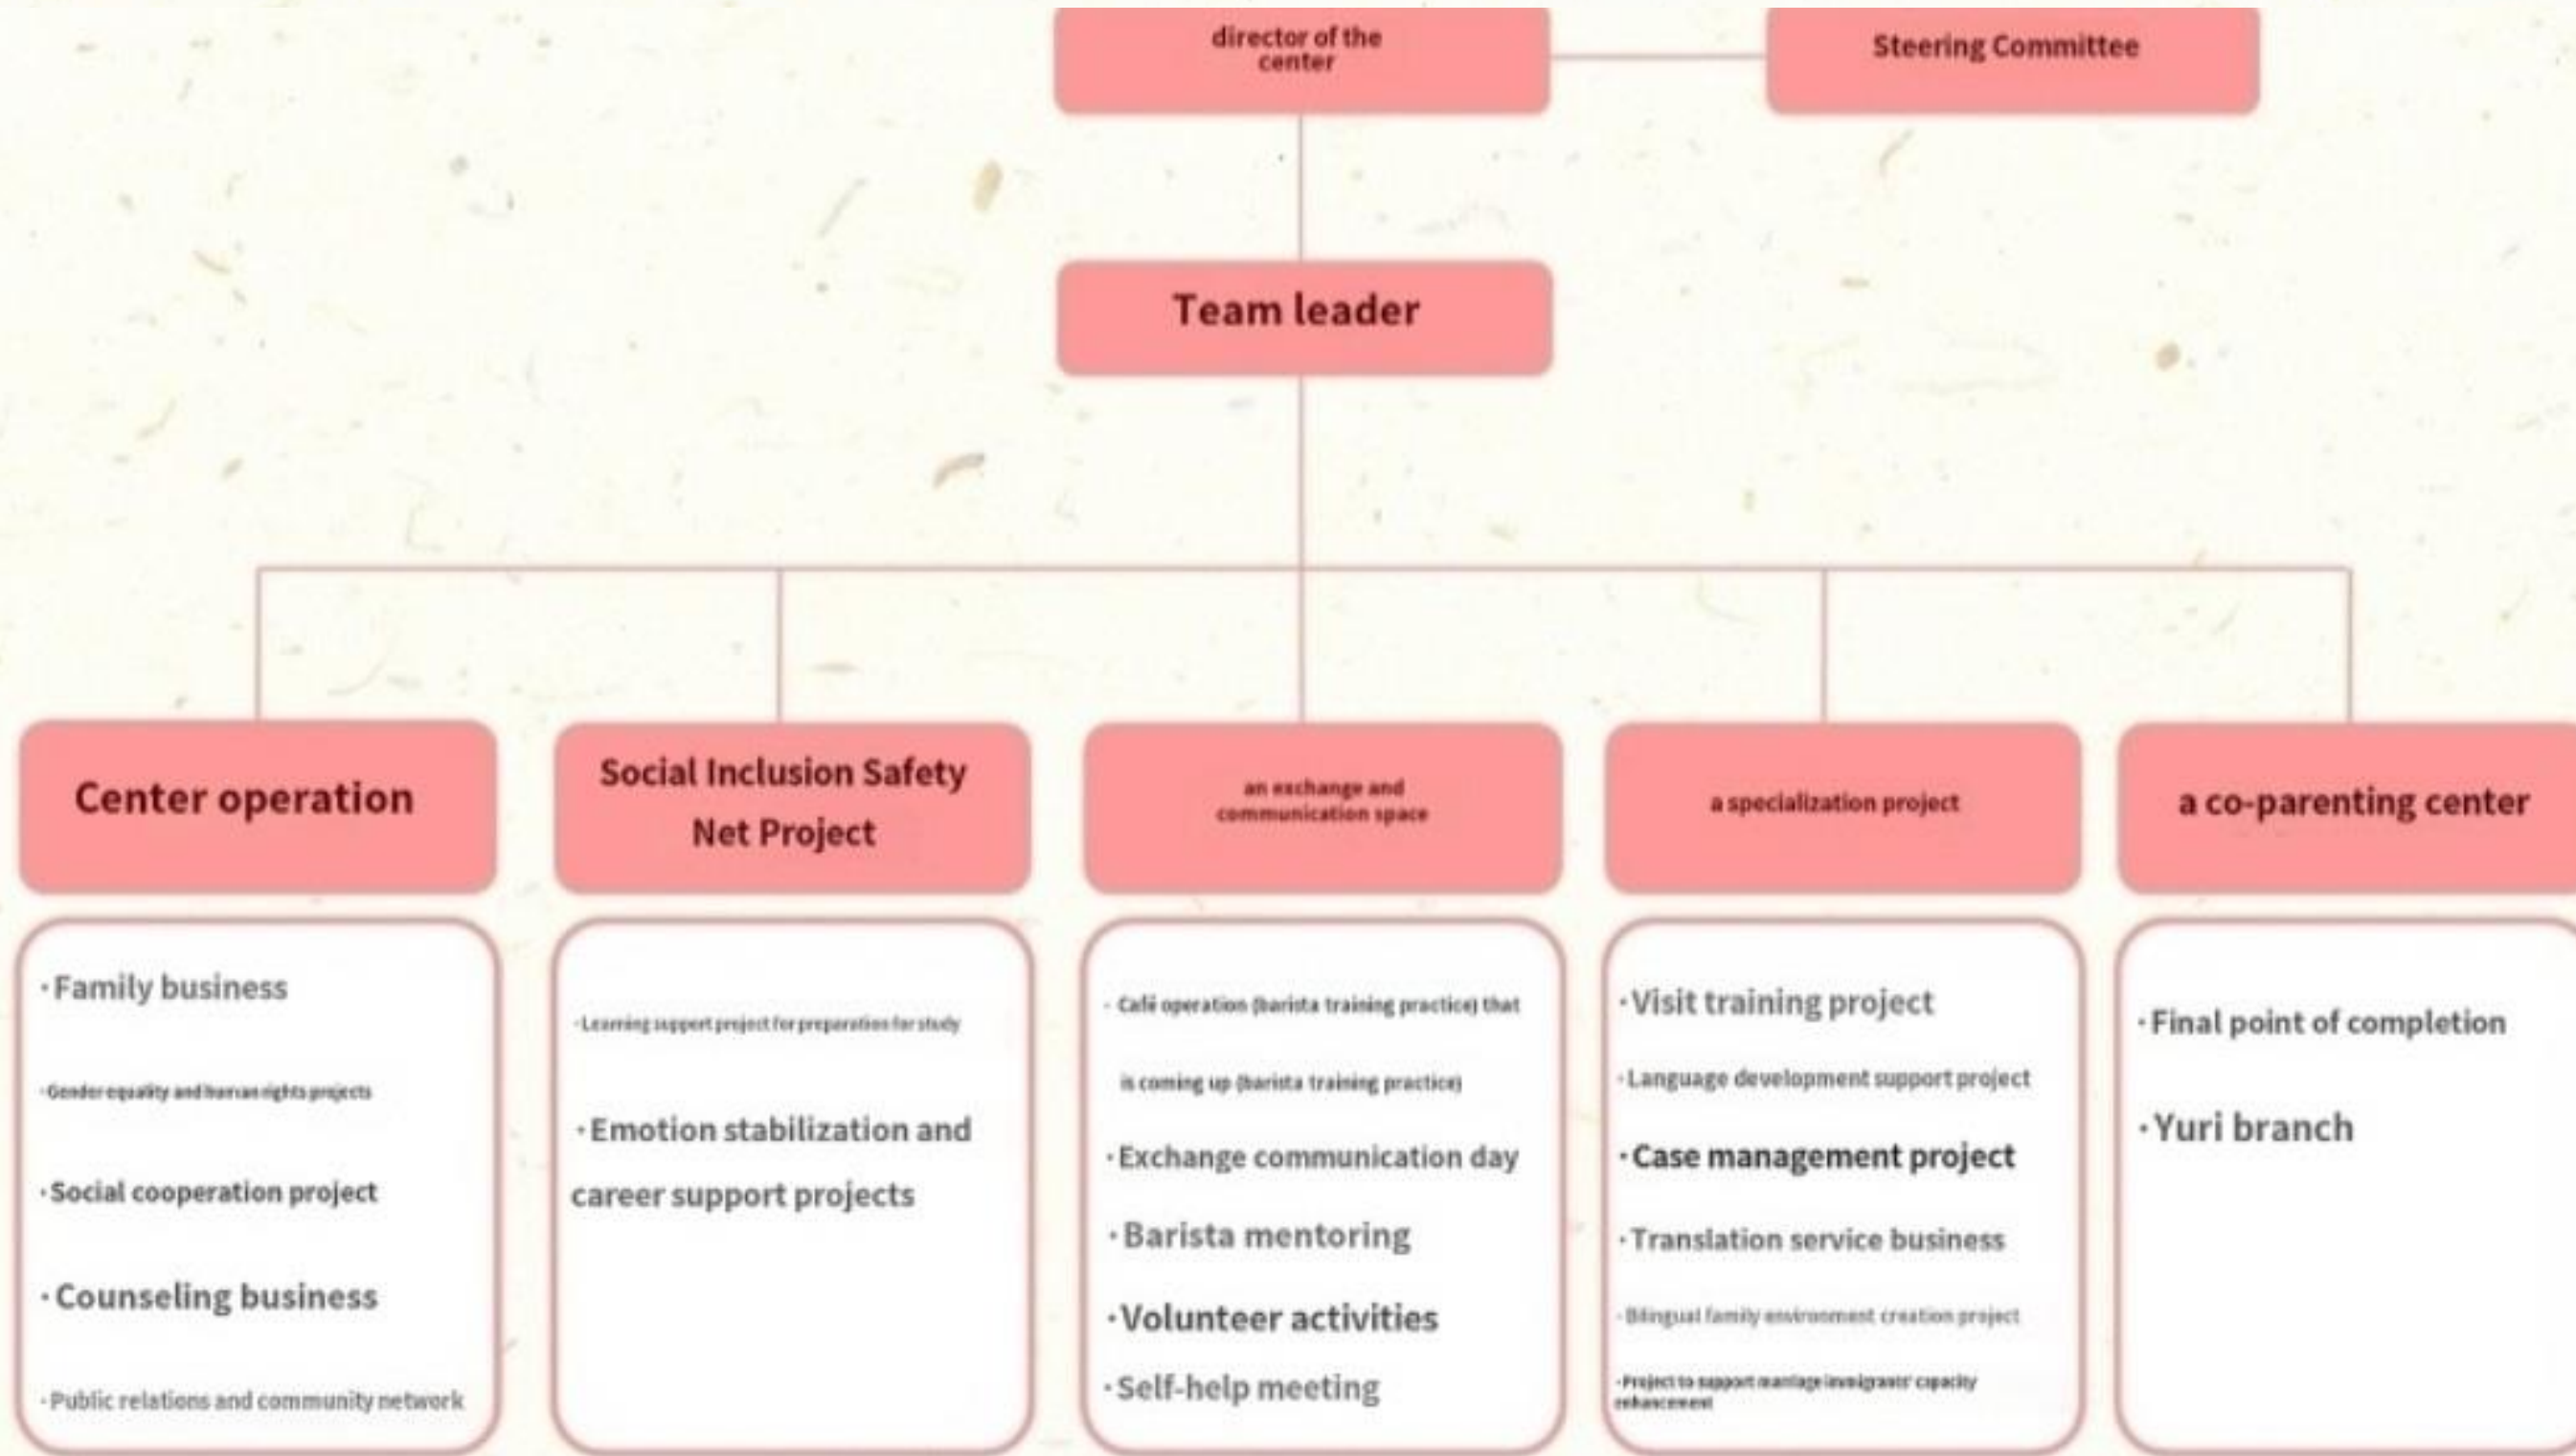 director of the
center
Steering Committee
Team leader
Center operation
Social Inclusion Safety
Net Project
an exchange and
communication space
a specialization project
a co-parenting center
·Family business
·Gender equality and human rights projects
·Social cooperation project
·Counseling business
·Public relations and community network
·Learning support project for preparation for study
·Emotion stabilization and
career support projects
· Café operation (barista training practice) that
is coming up (barista training practice)
·Exchange communication day
·Barista mentoring
·Volunteer activities
·Self-help meeting
·Visit training project
·Language development support project
·Case management project
·Translation service business
·Bilingual family environment creation project
·Project to support marriage immigrants' capacity
enhancement
·Final point of completion
·Yuri branch